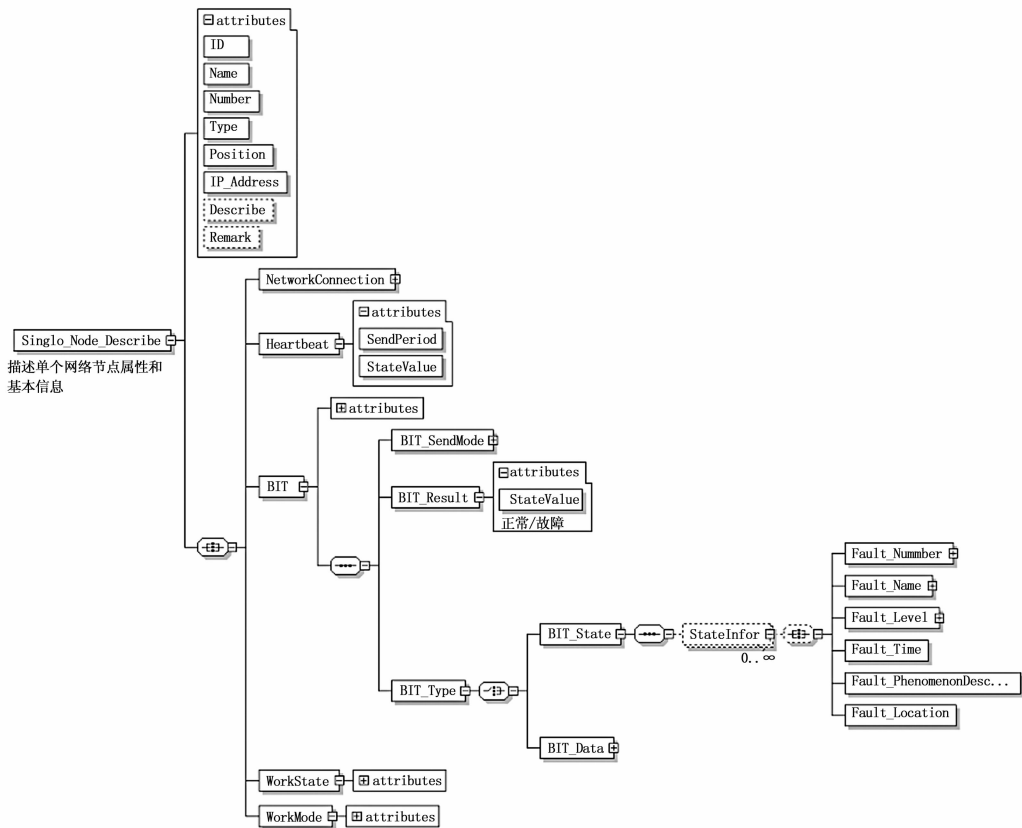 attributes
ID
Name
Number
Type
Position
IP_Address
Describe
Remark
NetworkConnection
Singlo_Node_Describe
描述单个网络节点属性和
基本信息
Heartbeat
attributes
SendPeriod
StateValue
BIT
attributes
BIT_SendMode
BIT_Result
attributes
StateValue
正常/故障
BIT_Type
BIT_State
StateInfor
0..∞
Fault_Nummber
Fault_Name
Fault_Level
Fault_Time
Fault_PhenomenonDesc...
Fault_Location
BIT_Data
WorkState
attributes
WorkMode
attributes